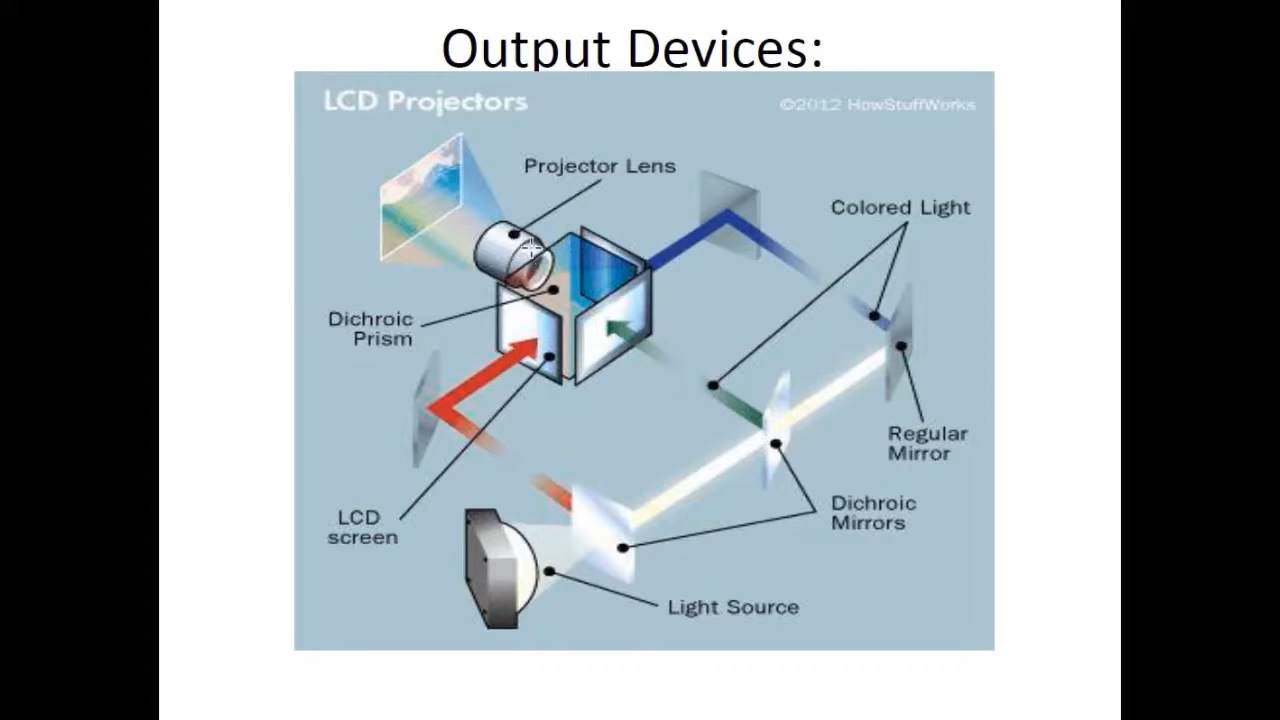 Output Devices:
LCD Projectors
©2012 HowStuffWorks
Projector Lens
Colored Light
Dichroic
Prism
Regular
Mirror
LCD
screen
Dichroic
Mirrors
Light Source